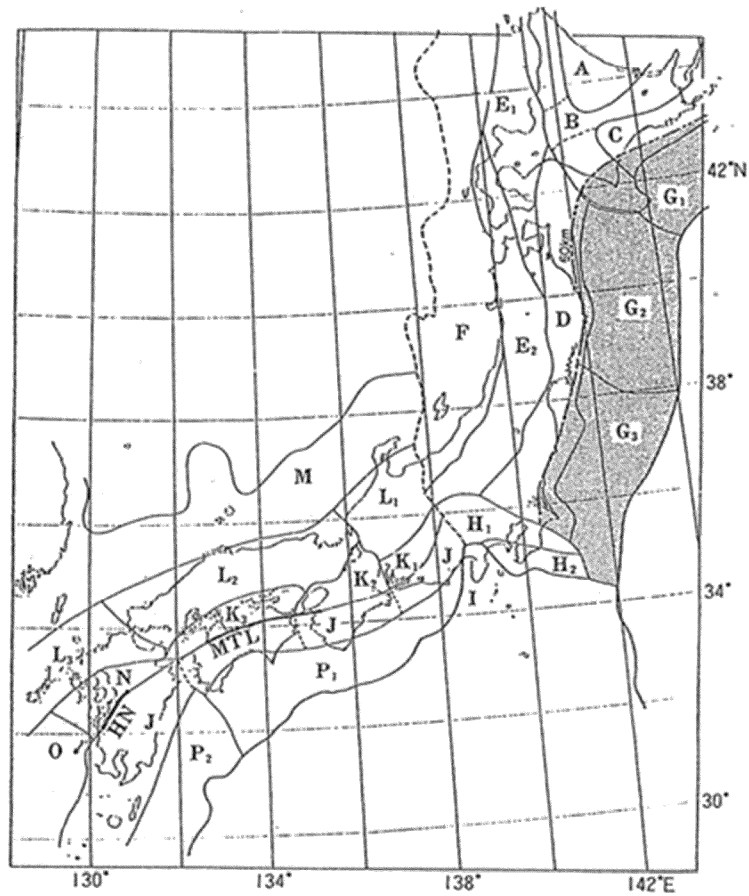 A
E₁
B
C
42°N
G₁
60km
G₂
D
F
E₂
38°
G₃
M
L₁
H₁
H₂
K₁
J
K₂
L₂
I
34°
K₃
J
MTL
L₃
P₁
N
HN
J
O
P₂
30°
130° 134° 138° 142°E